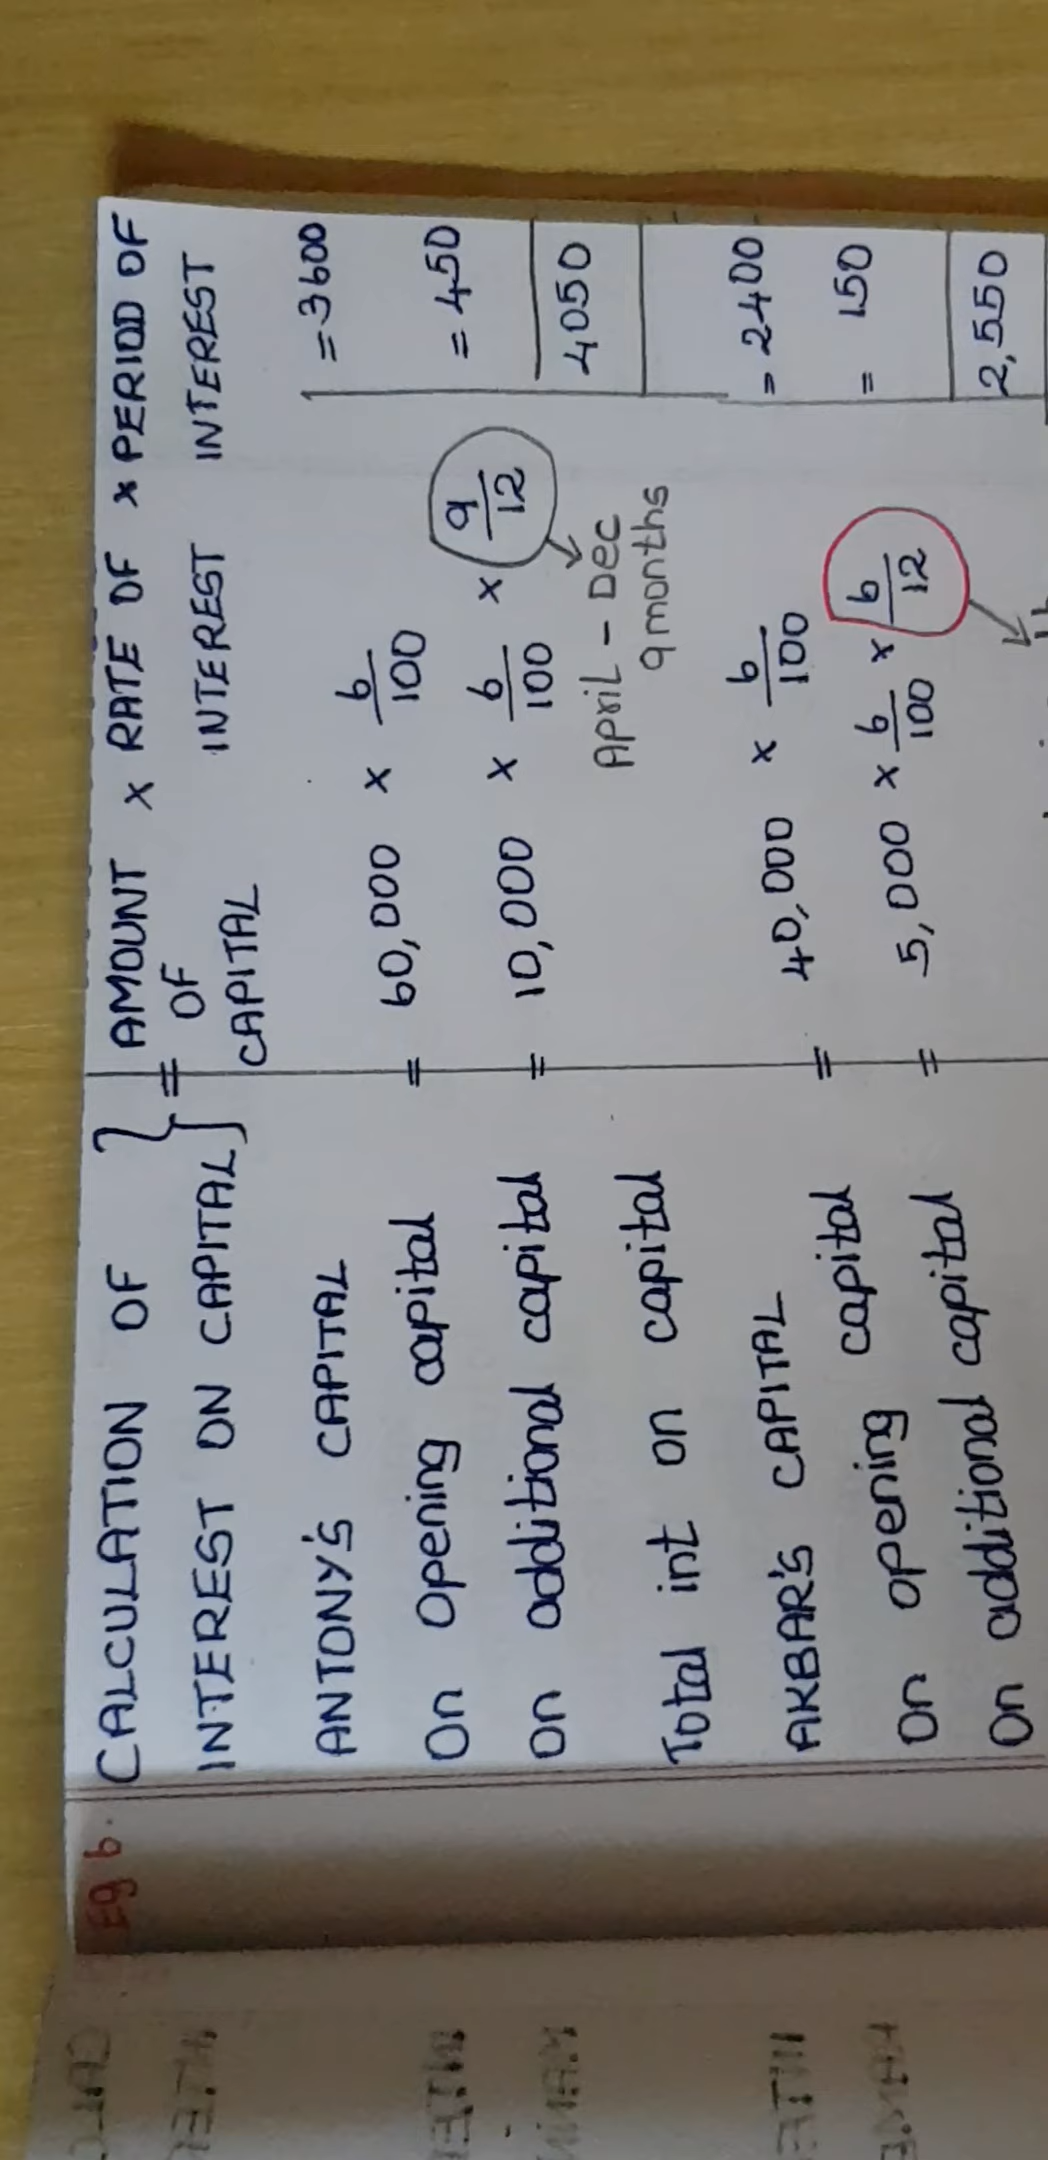 Eg 6.
CALCULATION OF } = AMOUNT × RATE OF × PERIOD OF
INTEREST ON CAPITAL OF INTEREST INTEREST
CAPITAL
ANTONY'S CAPITAL
On opening capital = 60,000 × 6/100 = 3600
On additional capital = 10,000 × 6/100 × 9/12 = 450
April - Dec
9 months
Total int on capital 4050
AKBAR'S CAPITAL
On opening capital = 40,000 × 6/100 = 2400
On additional capital = 5,000 × 6/100 × 6/12 = 150
2,550